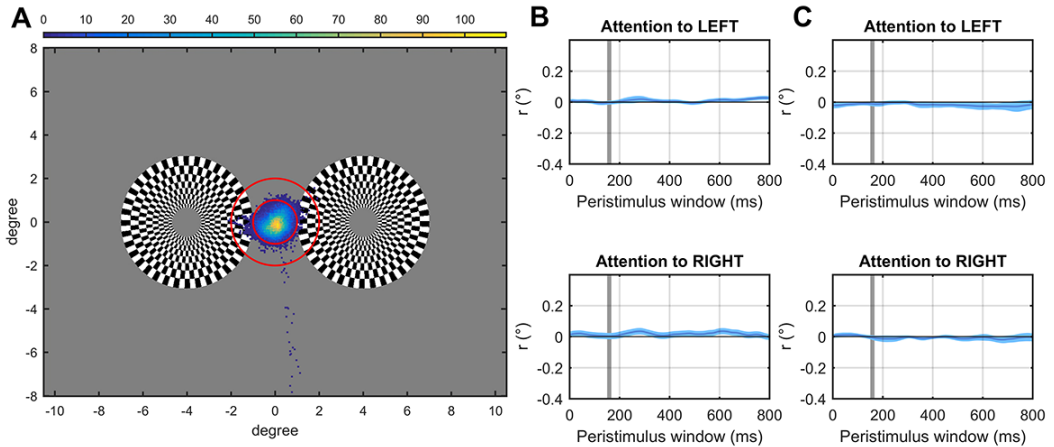 A
0 10 20 30 40 50 60 70 80 90 100
8
6
4
2
0
-2
-4
-6
-8
degree
-10 -8 -6 -4 -2 0 2 4 6 8 10
degree
B
Attention to LEFT
0.2
0
-0.2
-0.4
r (°)
0 200 400 600 800
Peristimulus window (ms)
Attention to RIGHT
0.2
0
-0.2
-0.4
r (°)
0 200 400 600 800
Peristimulus window (ms)
C
Attention to LEFT
0.2
0
-0.2
-0.4
r (°)
0 200 400 600 800
Peristimulus window (ms)
Attention to RIGHT
0.2
0
-0.2
-0.4
r (°)
0 200 400 600 800
Peristimulus window (ms)